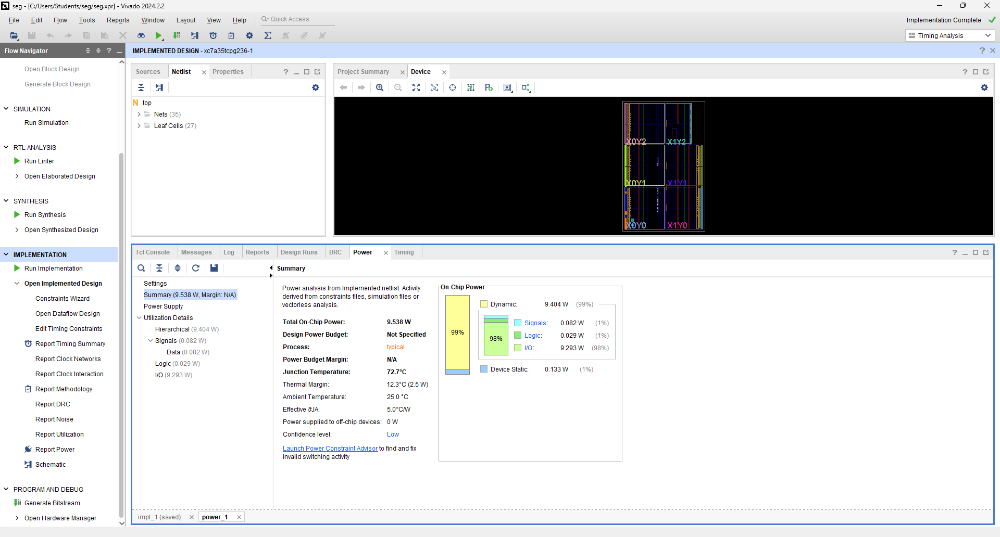 seg - [C:/Users/Students/seg/seg.xpr] - Vivado 2024.2.2
File Edit Flow Tools Reports Window Layout View Help Quick Access
Implementation Complete
Timing Analysis
Flow Navigator
IMPLEMENTED DESIGN - xc7a35tcpg236-1
Open Block Design
Generate Block Design
SIMULATION
Run Simulation
RTL ANALYSIS
Run Linter
Open Elaborated Design
SYNTHESIS
Run Synthesis
Open Synthesized Design
IMPLEMENTATION
Run Implementation
Open Implemented Design
Constraints Wizard
Open Dataflow Design
Edit Timing Constraints
Report Timing Summary
Report Clock Networks
Report Clock Interaction
Report Methodology
Report DRC
Report Noise
Report Utilization
Report Power
Schematic
PROGRAM AND DEBUG
Generate Bitstream
Open Hardware Manager
Sources Netlist Properties
N top
Nets (35)
Leaf Cells (27)
Project Summary Device
X0Y2 X1Y2
X0Y1 X1Y1
X0Y0 X1Y0
Tcl Console Messages Log Reports Design Runs DRC Power Timing
Summary
Settings
Summary (9.538 W, Margin: N/A)
Power Supply
Utilization Details
Hierarchical (9.404 W)
Signals (0.082 W)
Data (0.082 W)
Logic (0.029 W)
I/O (9.293 W)
Power analysis from Implemented netlist. Activity
derived from constraints files, simulation files or
vectorless analysis.
Total On-Chip Power: 9.538 W
Design Power Budget: Not Specified
Process: typical
Power Budget Margin: N/A
Junction Temperature: 72.7°C
Thermal Margin: 12.3°C (2.5 W)
Ambient Temperature: 25.0 °C
Effective ϑJA: 5.0°C/W
Power supplied to off-chip devices: 0 W
Confidence level: Low
Launch Power Constraint Advisor to find and fix
invalid switching activity
On-Chip Power
Dynamic: 9.404 W (99%)
99%
98%
Signals: 0.082 W (1%)
Logic: 0.029 W (1%)
I/O: 9.293 W (98%)
Device Static: 0.133 W (1%)
impl_1 (saved) power_1